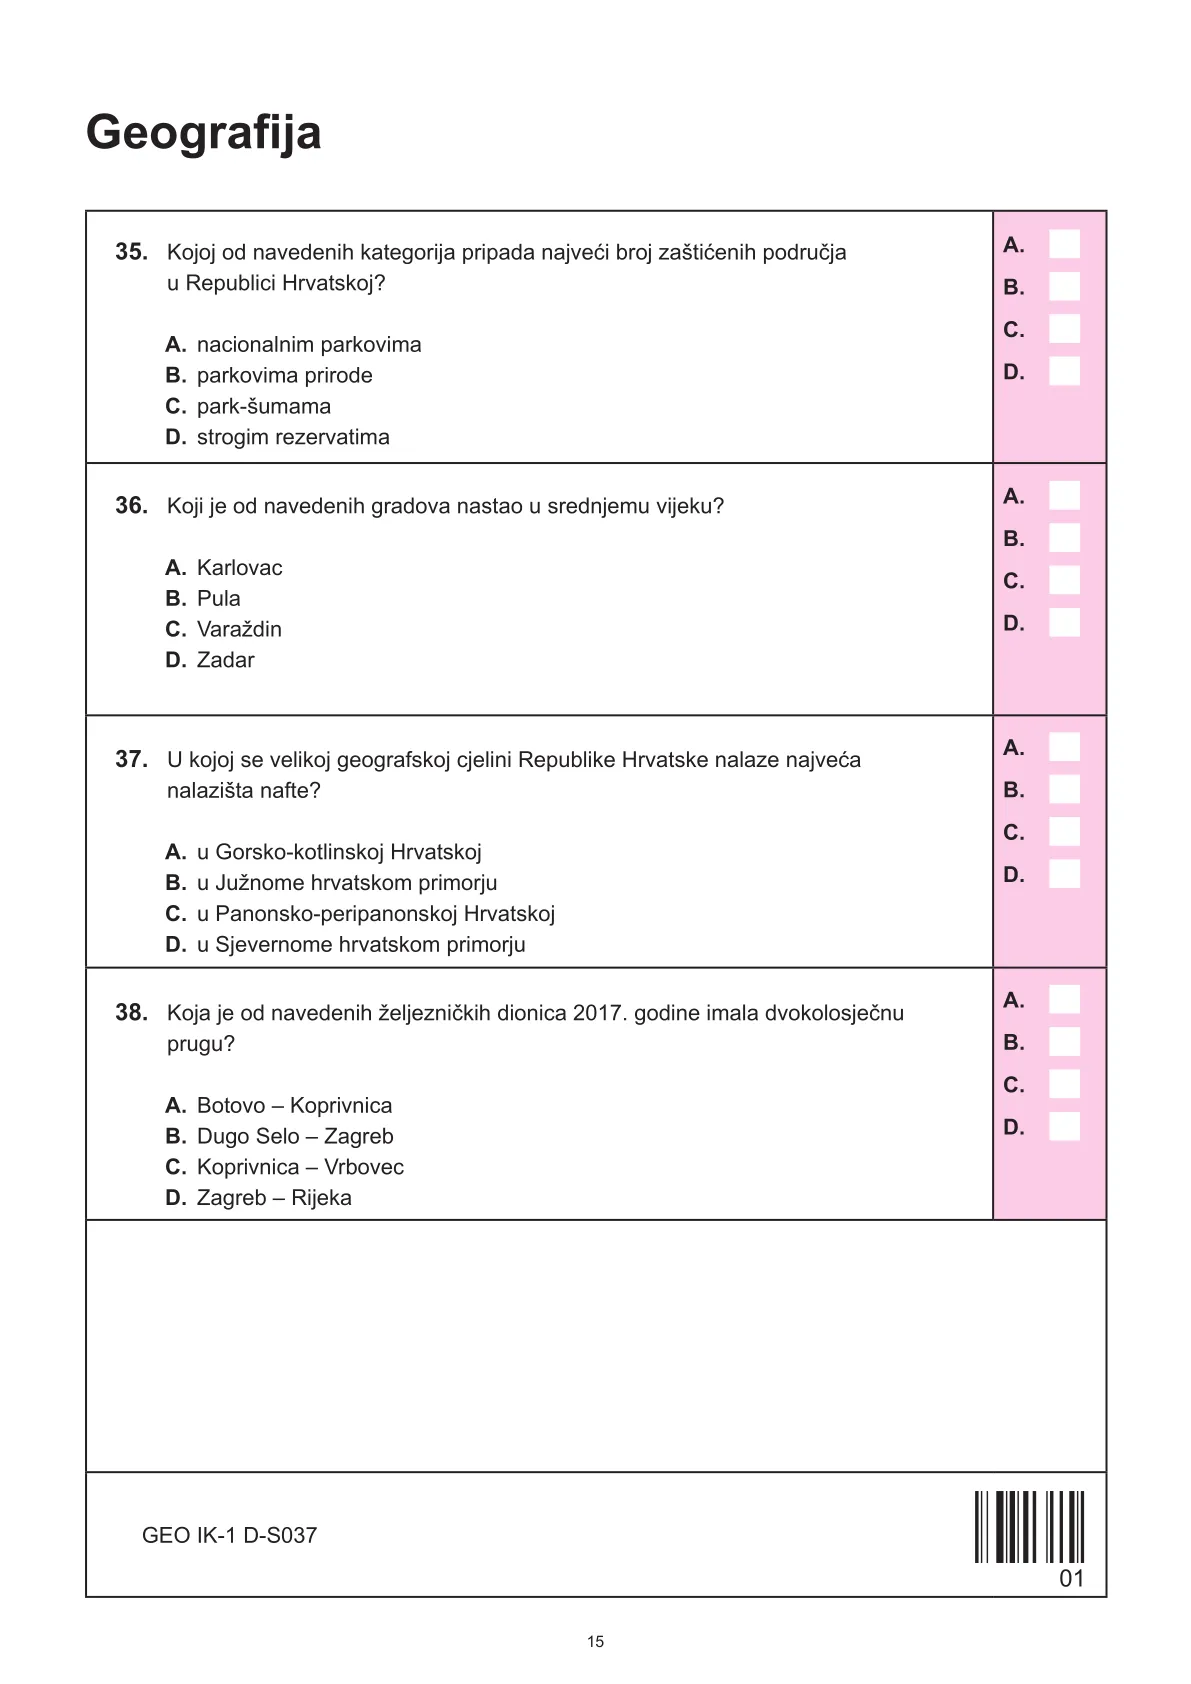 Geografija
35. Kojoj od navedenih kategorija pripada najveći broj zaštićenih područja
u Republici Hrvatskoj?
A. nacionalnim parkovima
B. parkovima prirode
C. park-šumama
D. strogim rezervatima
A.
B.
C.
D.
36. Koji je od navedenih gradova nastao u srednjemu vijeku?
A. Karlovac
B. Pula
C. Varaždin
D. Zadar
A.
B.
C.
D.
37. U kojoj se velikoj geografskoj cjelini Republike Hrvatske nalaze najveća
nalazišta nafte?
A. u Gorsko-kotlinskoj Hrvatskoj
B. u Južnome hrvatskom primorju
C. u Panonsko-peripanonskoj Hrvatskoj
D. u Sjevernome hrvatskom primorju
A.
B.
C.
D.
38. Koja je od navedenih željezničkih dionica 2017. godine imala dvokolosječnu
prugu?
A. Botovo – Koprivnica
B. Dugo Selo – Zagreb
C. Koprivnica – Vrbovec
D. Zagreb – Rijeka
A.
B.
C.
D.
GEO IK-1 D-S037
01
15